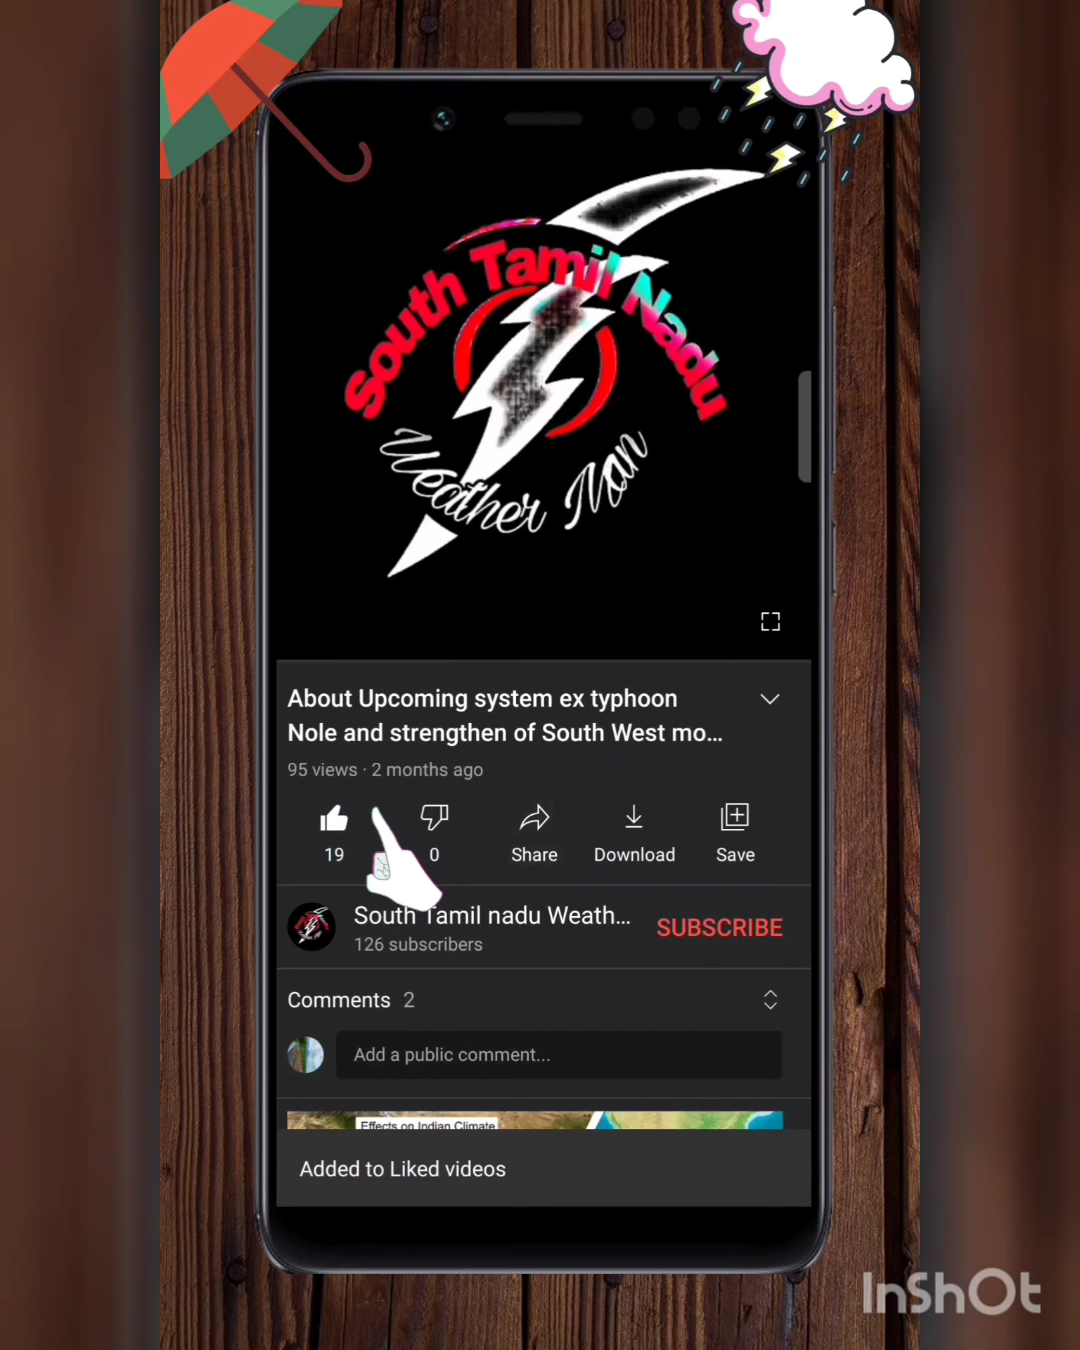 South Tamil Nadu
Weather Man
About Upcoming system ex typhoon
Nole and strengthen of South West mo...
95 views · 2 months ago
19
0
Share
Download
Save
South Tamil nadu Weath...
126 subscribers
SUBSCRIBE
Comments 2
Add a public comment...
Effects on Indian Climate
Added to Liked videos
InShOt